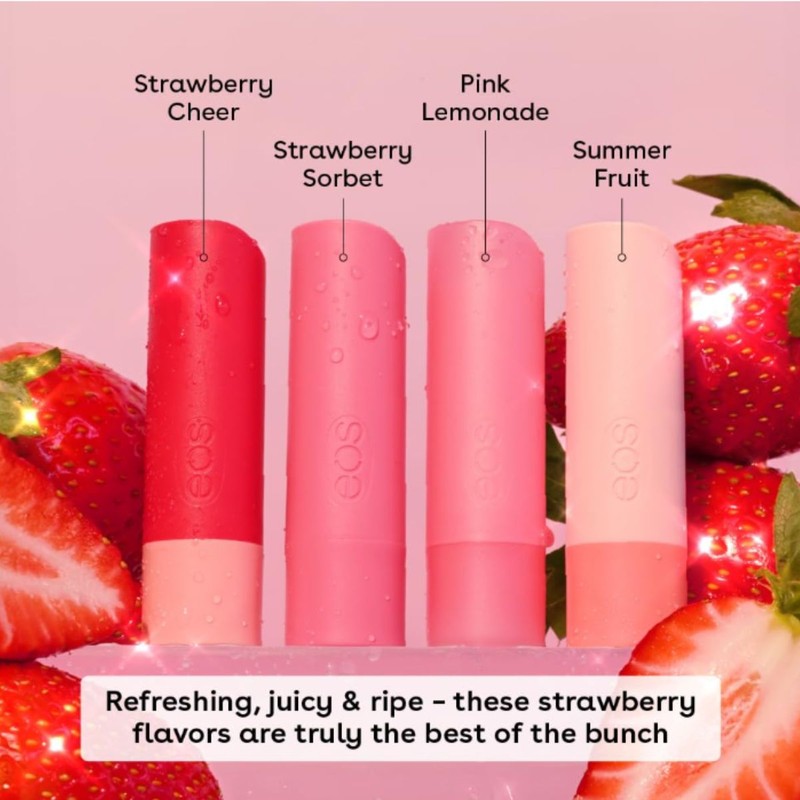 Strawberry
Cheer
Pink
Lemonade
Strawberry
Sorbet
Summer
Fruit
eos
eos
eos
eos
Refreshing, juicy & ripe – these strawberry
flavors are truly the best of the bunch